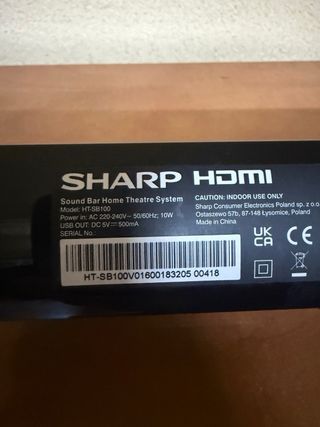 SHARP HDMI
Sound Bar Home Theatre System
Model: HT-SB100
Power in: AC 220-240V~ 50/60Hz; 10W
USB OUT: DC 5V⎓500mA
SERIAL No.:
CAUTION: INDOOR USE ONLY
Sharp Consumer Electronics Poland sp. z o.o
Ostaszewo 57b, 87-148 Łysomice, Poland
Made in China
HT-SB100V01600183205 00418
UK
CA
CE